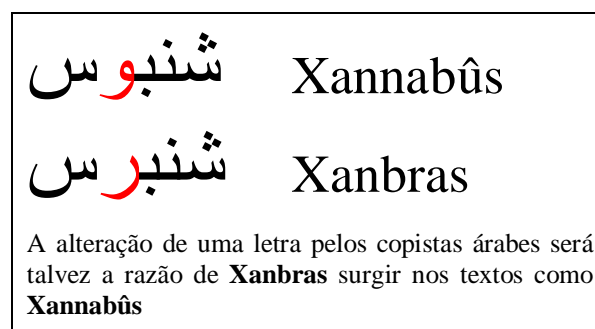 شنبوس Xannabûs
شنبرس Xanbras
A alteração de uma letra pelos copistas árabes será
talvez a razão de Xanbras surgir nos textos como
Xannabûs